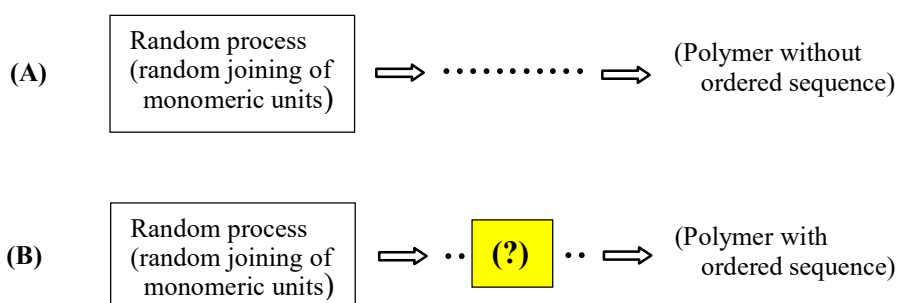 Random process
(random joining of
monomeric units)
(A)
(Polymer without
ordered sequence)
Random process
(random joining of
monomeric units)
(B)
(?)
(Polymer with
ordered sequence)